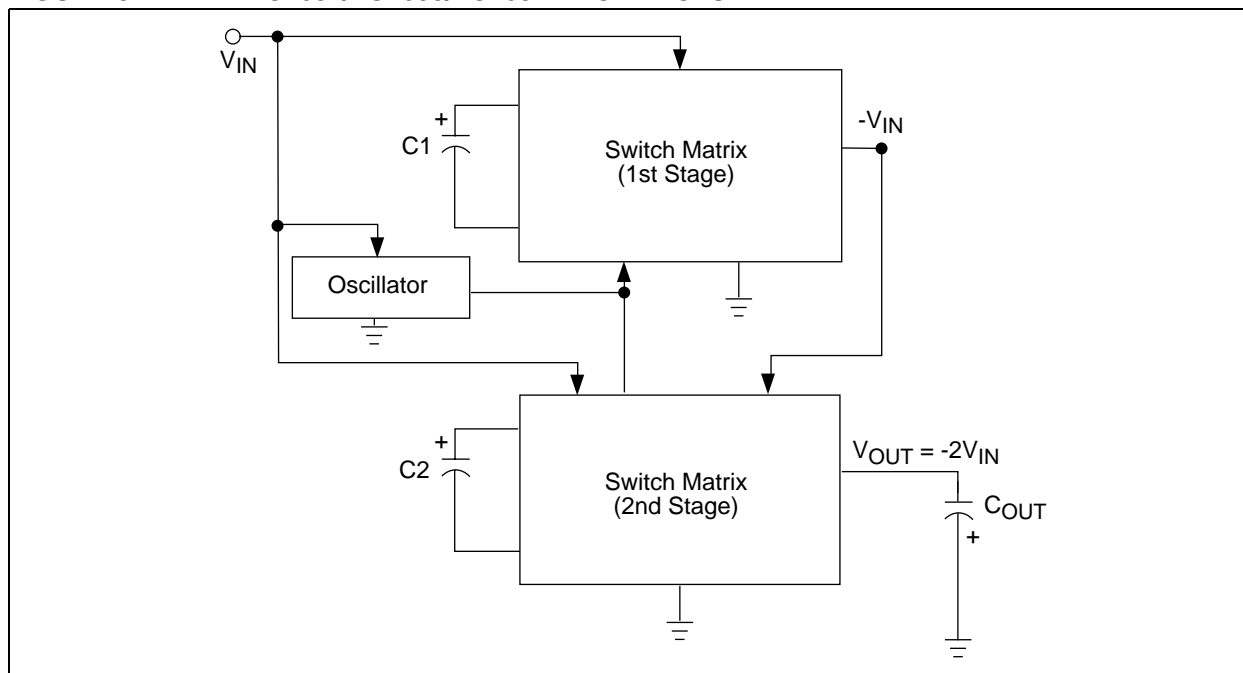 V_IN
+
C1
Switch Matrix
(1st Stage)
-V_IN
Oscillator
+
C2
Switch Matrix
(2nd Stage)
V_OUT = -2V_IN
C_OUT
+